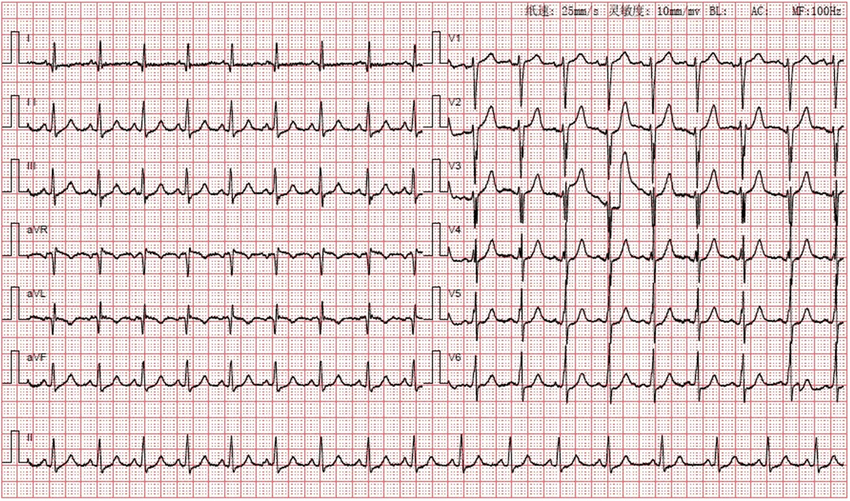 纸速: 25mm/s 灵敏度: 10mm/mv BL: AC: MF:100Hz
I V1
II V2
III V3
aVR V4
aVL V5
aVF V6
II